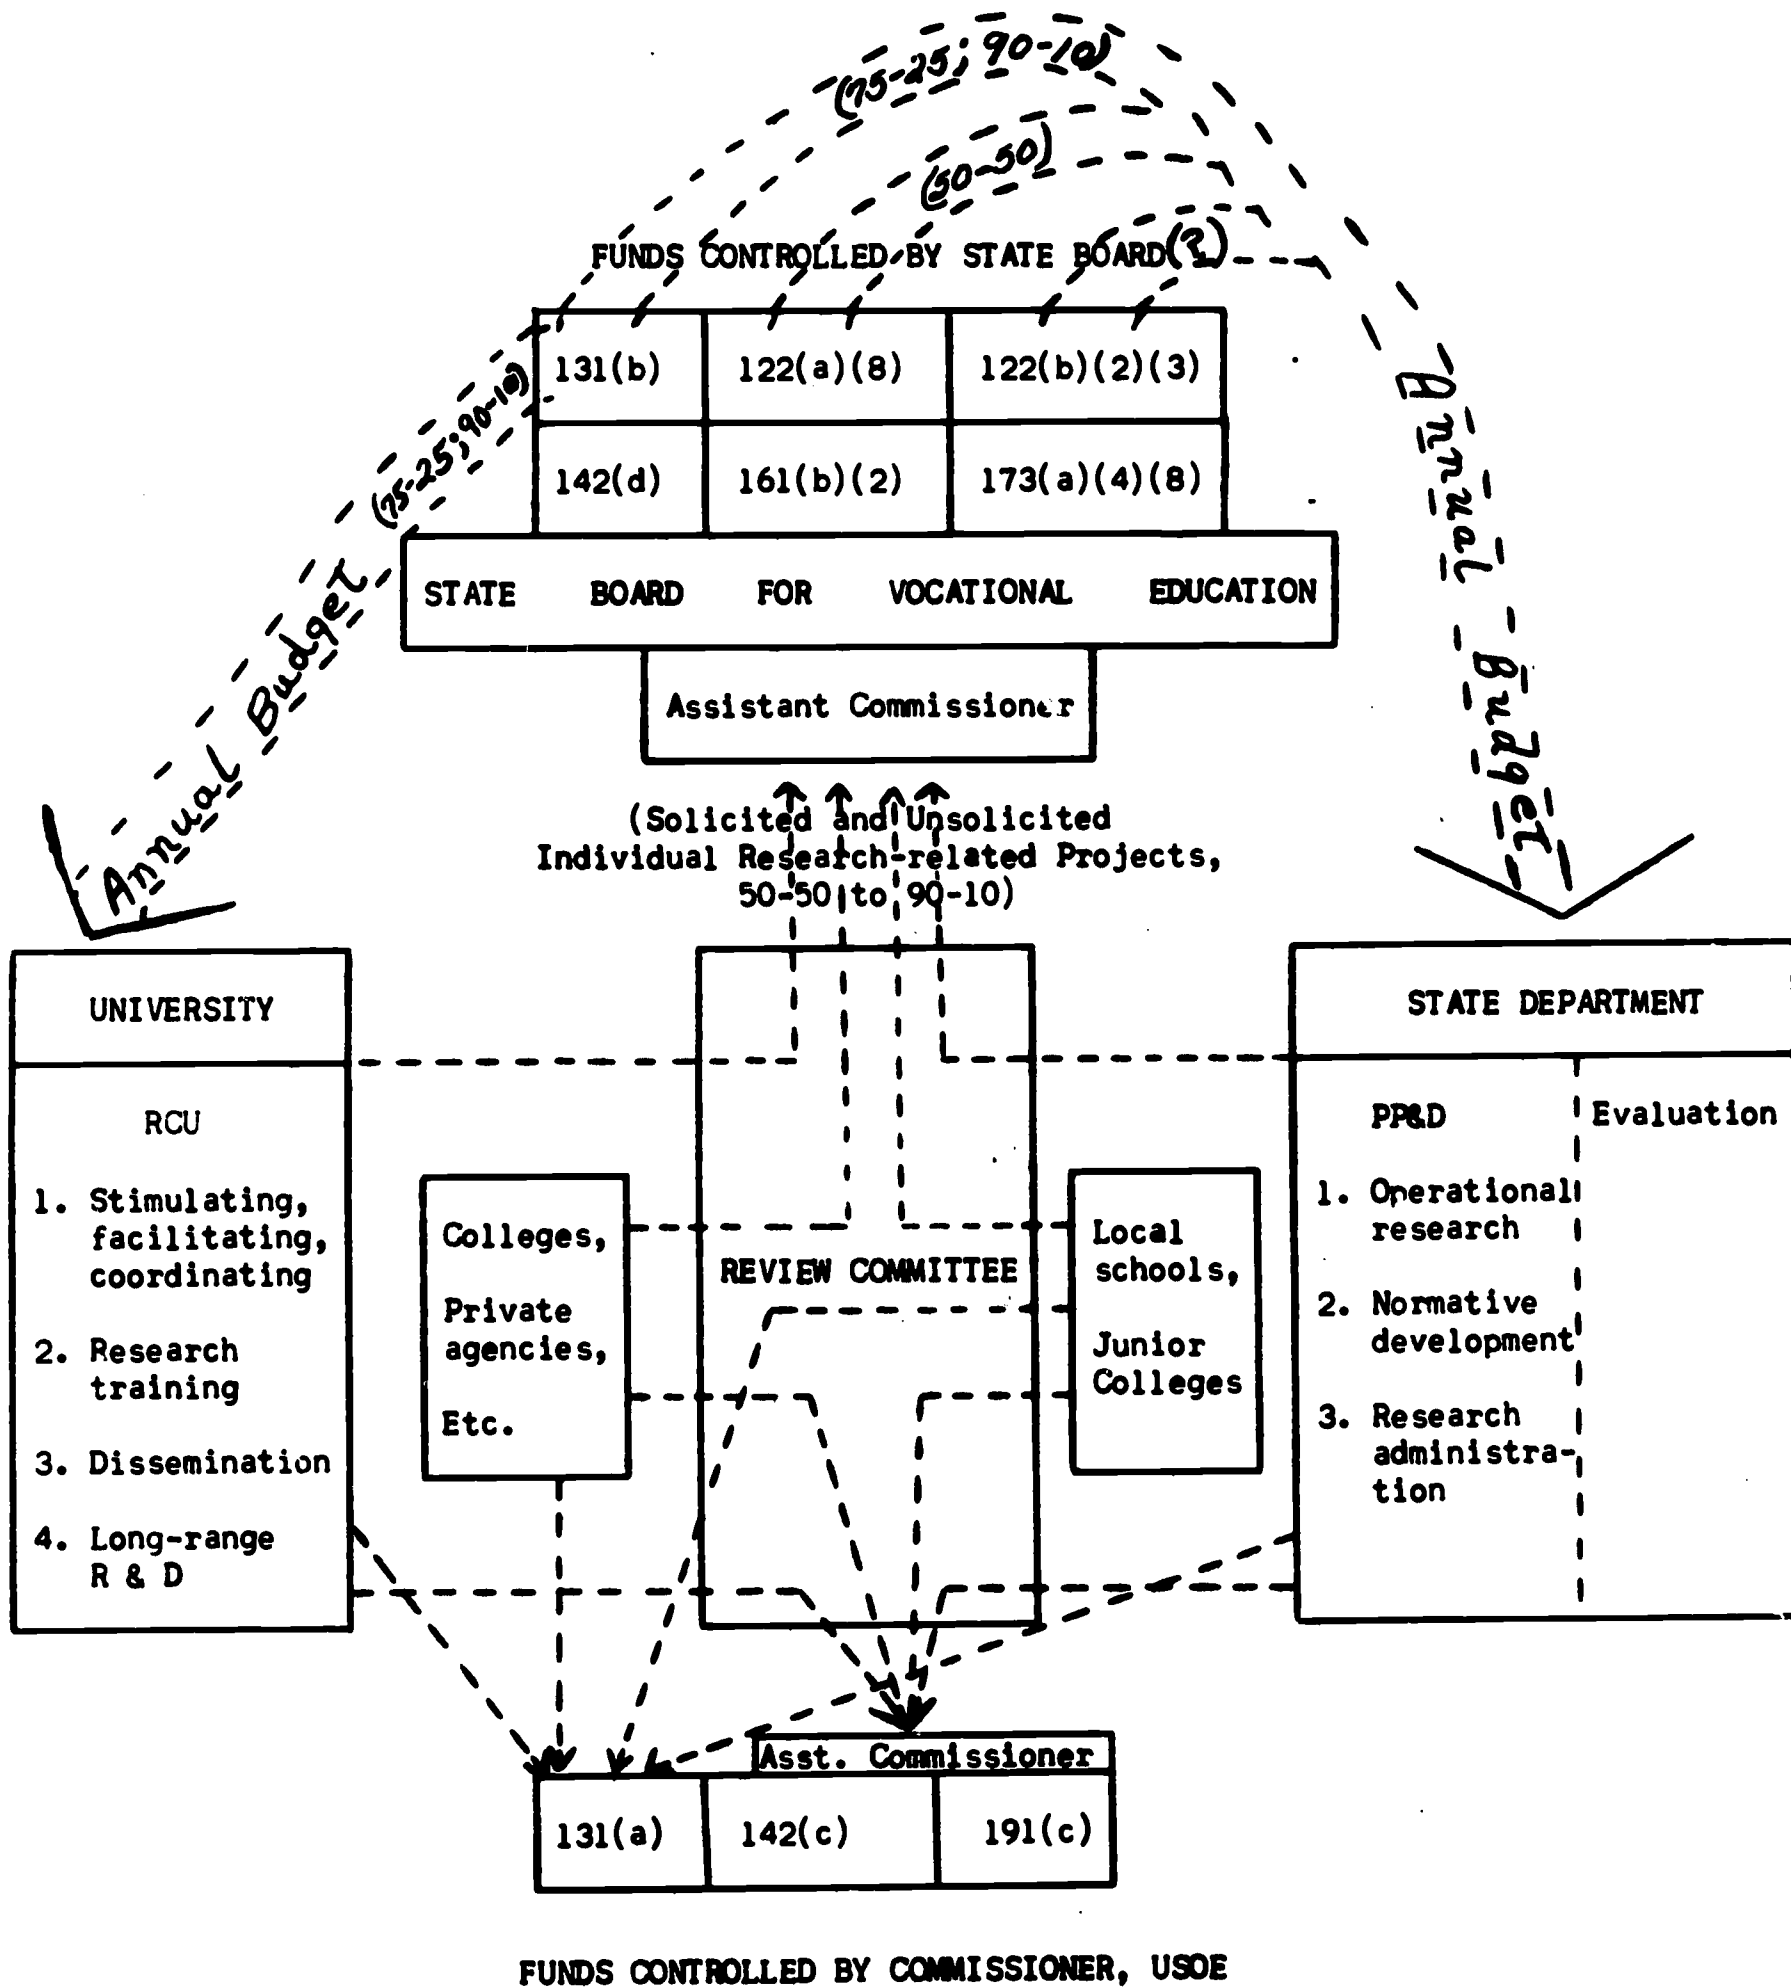 (75-25; 90-10)
(50-50)
FUNDS CONTROLLED BY STATE BOARD(?)
131(b) 122(a)(8) 122(b)(2)(3)
(75-25; 90-10)
142(d) 161(b)(2) 173(a)(4)(8)
STATE BOARD FOR VOCATIONAL EDUCATION
Assistant Commissioner
Annual Budget
Annual Budget
(Solicited and Unsolicited
Individual Research-related Projects,
50-50 to 90-10)
UNIVERSITY
RCU
1. Stimulating,
facilitating,
coordinating
2. Research
training
3. Dissemination
4. Long-range
R & D
Colleges,
Private
agencies,
Etc.
REVIEW COMMITTEE
Local
schools,
Junior
Colleges
STATE DEPARTMENT
PP&D
1. Operational
research
2. Normative
development
3. Research
administra-
tion
Evaluation
Asst. Commissioner
131(a) 142(c) 191(c)
FUNDS CONTROLLED BY COMMISSIONER, USOE